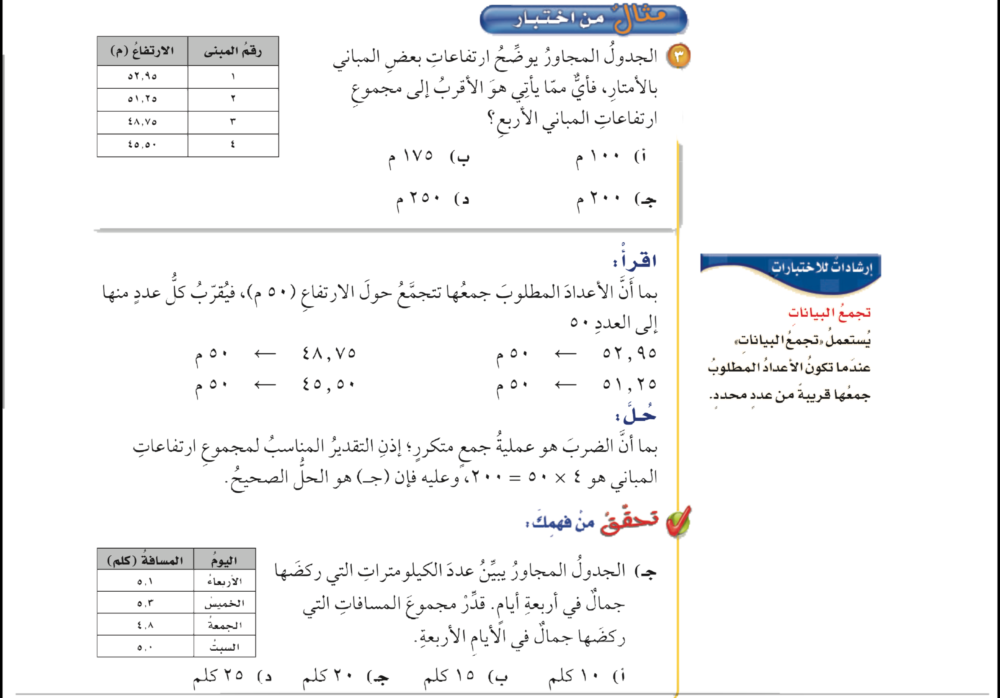 مثالٌ من اختبار
٣ الجدولُ المجاورُ يوضِّحُ ارتفاعاتِ بعضِ المباني
بالأمتارِ، فأيٌّ ممّا يأتِي هوَ الأقربُ إلى مجموعِ
ارتفاعاتِ المباني الأربعِ؟
أ) ١٠٠ م ب) ١٧٥ م
جـ) ٢٠٠ م د) ٢٥٠ م
رقمُ المبنى الارتفاعُ (م)
١ ٥٢,٩٥
٢ ٥١,٢٥
٣ ٤٨,٧٥
٤ ٤٥,٥٠
اقرأْ:
بما أَنَّ الأعدادَ المطلوبَ جمعُها تتجمَّعُ حولَ الارتفاعِ (٥٠ م)، فيُقرّبُ كلُّ عددٍ منها
إلى العددِ ٥٠
٥٢,٩٥ ← ٥٠ م ٤٨,٧٥ ← ٥٠ م
٥١,٢٥ ← ٥٠ م ٤٥,٥٠ ← ٥٠ م
حُـلَّ:
بما أنَّ الضربَ هو عمليةُ جمعٍ متكررٍ؛ إذنِ التقديرُ المناسبُ لمجموعِ ارتفاعاتِ
المباني هو ٤ × ٥٠ = ٢٠٠، وعليه فإن (جـ) هو الحلُّ الصحيحُ.
إرشاداتٌ للاختباراتِ
تجمعُ البياناتِ
يُستعملُ «تجمعُ البياناتِ»
عندَما تكونُ الأعدادُ المطلوبُ
جمعُها قريبةً من عددٍ محددٍ.
تحقّقْ منْ فهمِكَ:
جـ) الجدولُ المجاورُ يبيِّنُ عددَ الكيلومتراتِ التي ركضَها
جمالٌ في أربعةِ أيامٍ. قدِّرْ مجموعَ المسافاتِ التي
ركضَها جمالٌ في الأيامِ الأربعةِ.
اليومُ المسافةُ (كلم)
الأربعاءُ ٥,١
الخميسُ ٥,٣
الجمعةُ ٤,٨
السبتُ ٥,٠
أ) ١٠ كلم ب) ١٥ كلم جـ) ٢٠ كلم د) ٢٥ كلم